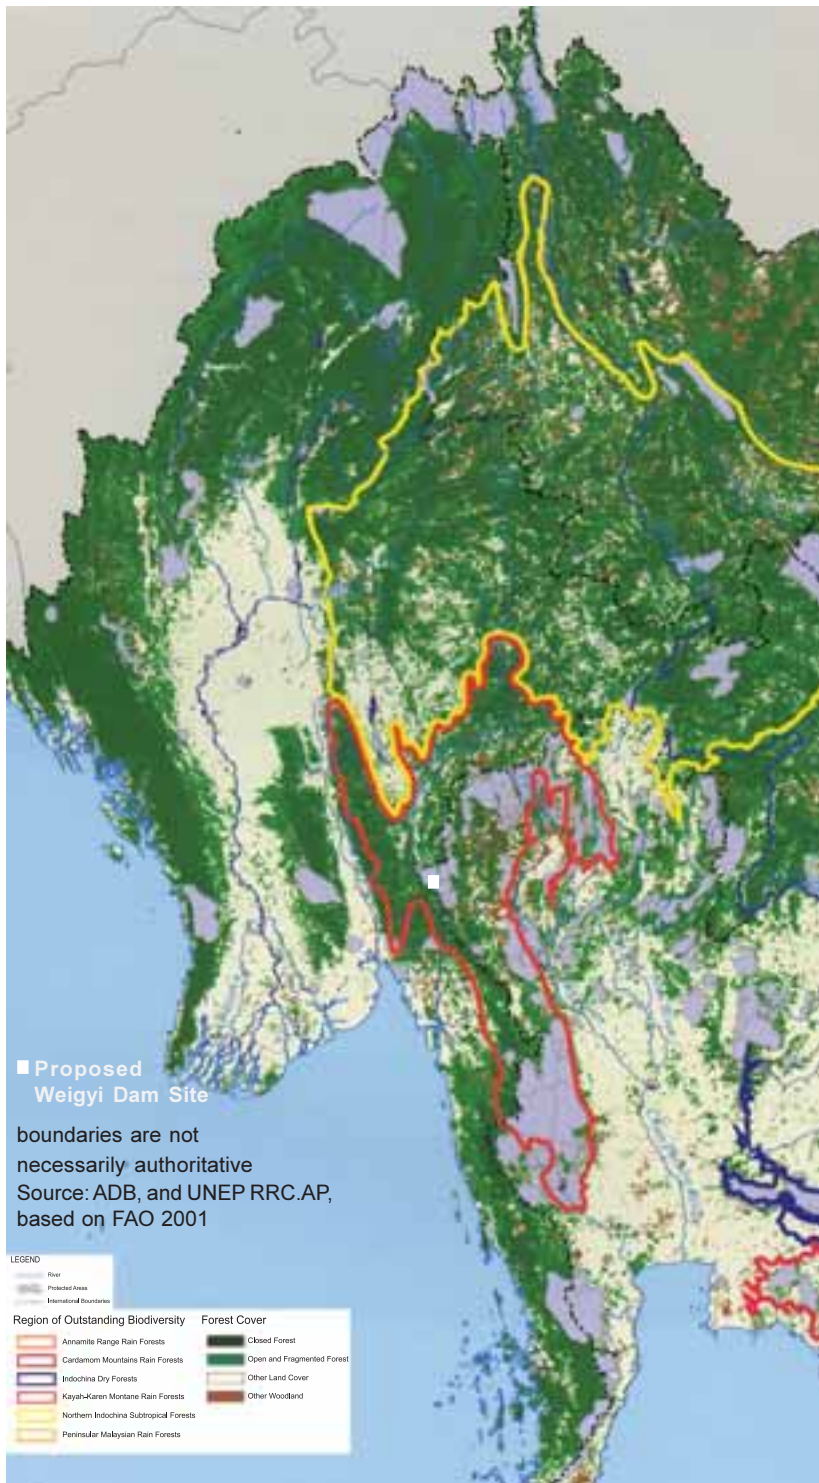 Proposed
Weigyi Dam Site
boundaries are not
necessarily authoritative
Source: ADB, and UNEP RRC.AP,
based on FAO 2001
LEGEND
River
Protected Areas
International Boundaries
Region of Outstanding Biodiversity
Annamite Range Rain Forests
Cardamom Mountains Rain Forests
Indochina Dry Forests
Kayah-Karen Montane Rain Forests
Northern Indochina Subtropical Forests
Peninsular Malaysian Rain Forests
Forest Cover
Closed Forest
Open and Fragmented Forest
Other Land Cover
Other Woodland